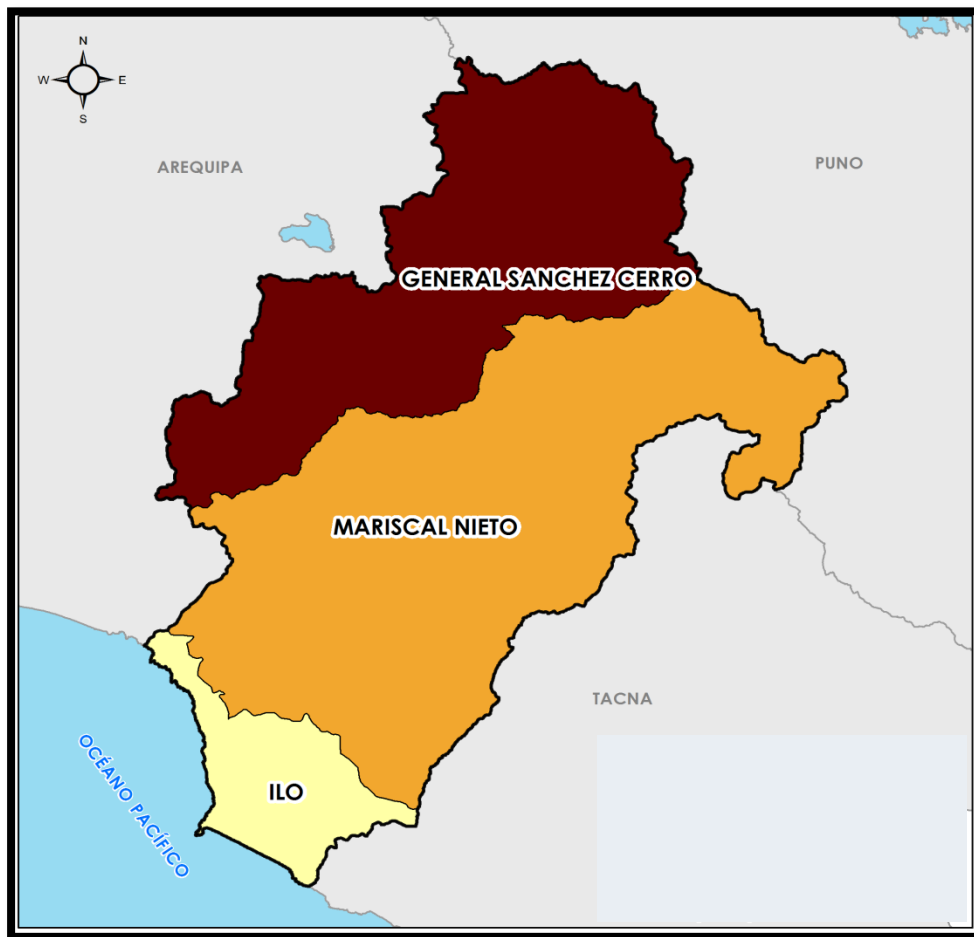 N
W E
S
AREQUIPA
PUNO
GENERAL SANCHEZ CERRO
MARISCAL NIETO
TACNA
OCÉANO PACÍFICO
ILO